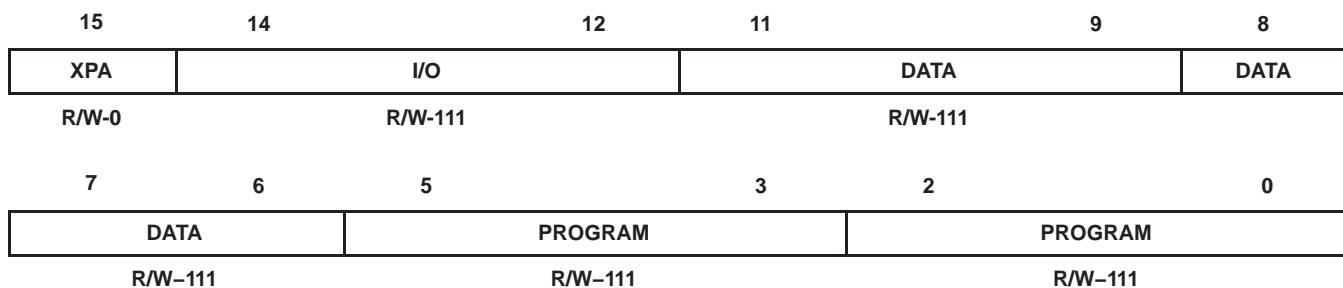 15 14 12 11 9 8
XPA I/O DATA DATA
R/W-0 R/W-111 R/W-111
7 6 5 3 2 0
DATA PROGRAM PROGRAM
R/W–111 R/W–111 R/W–111